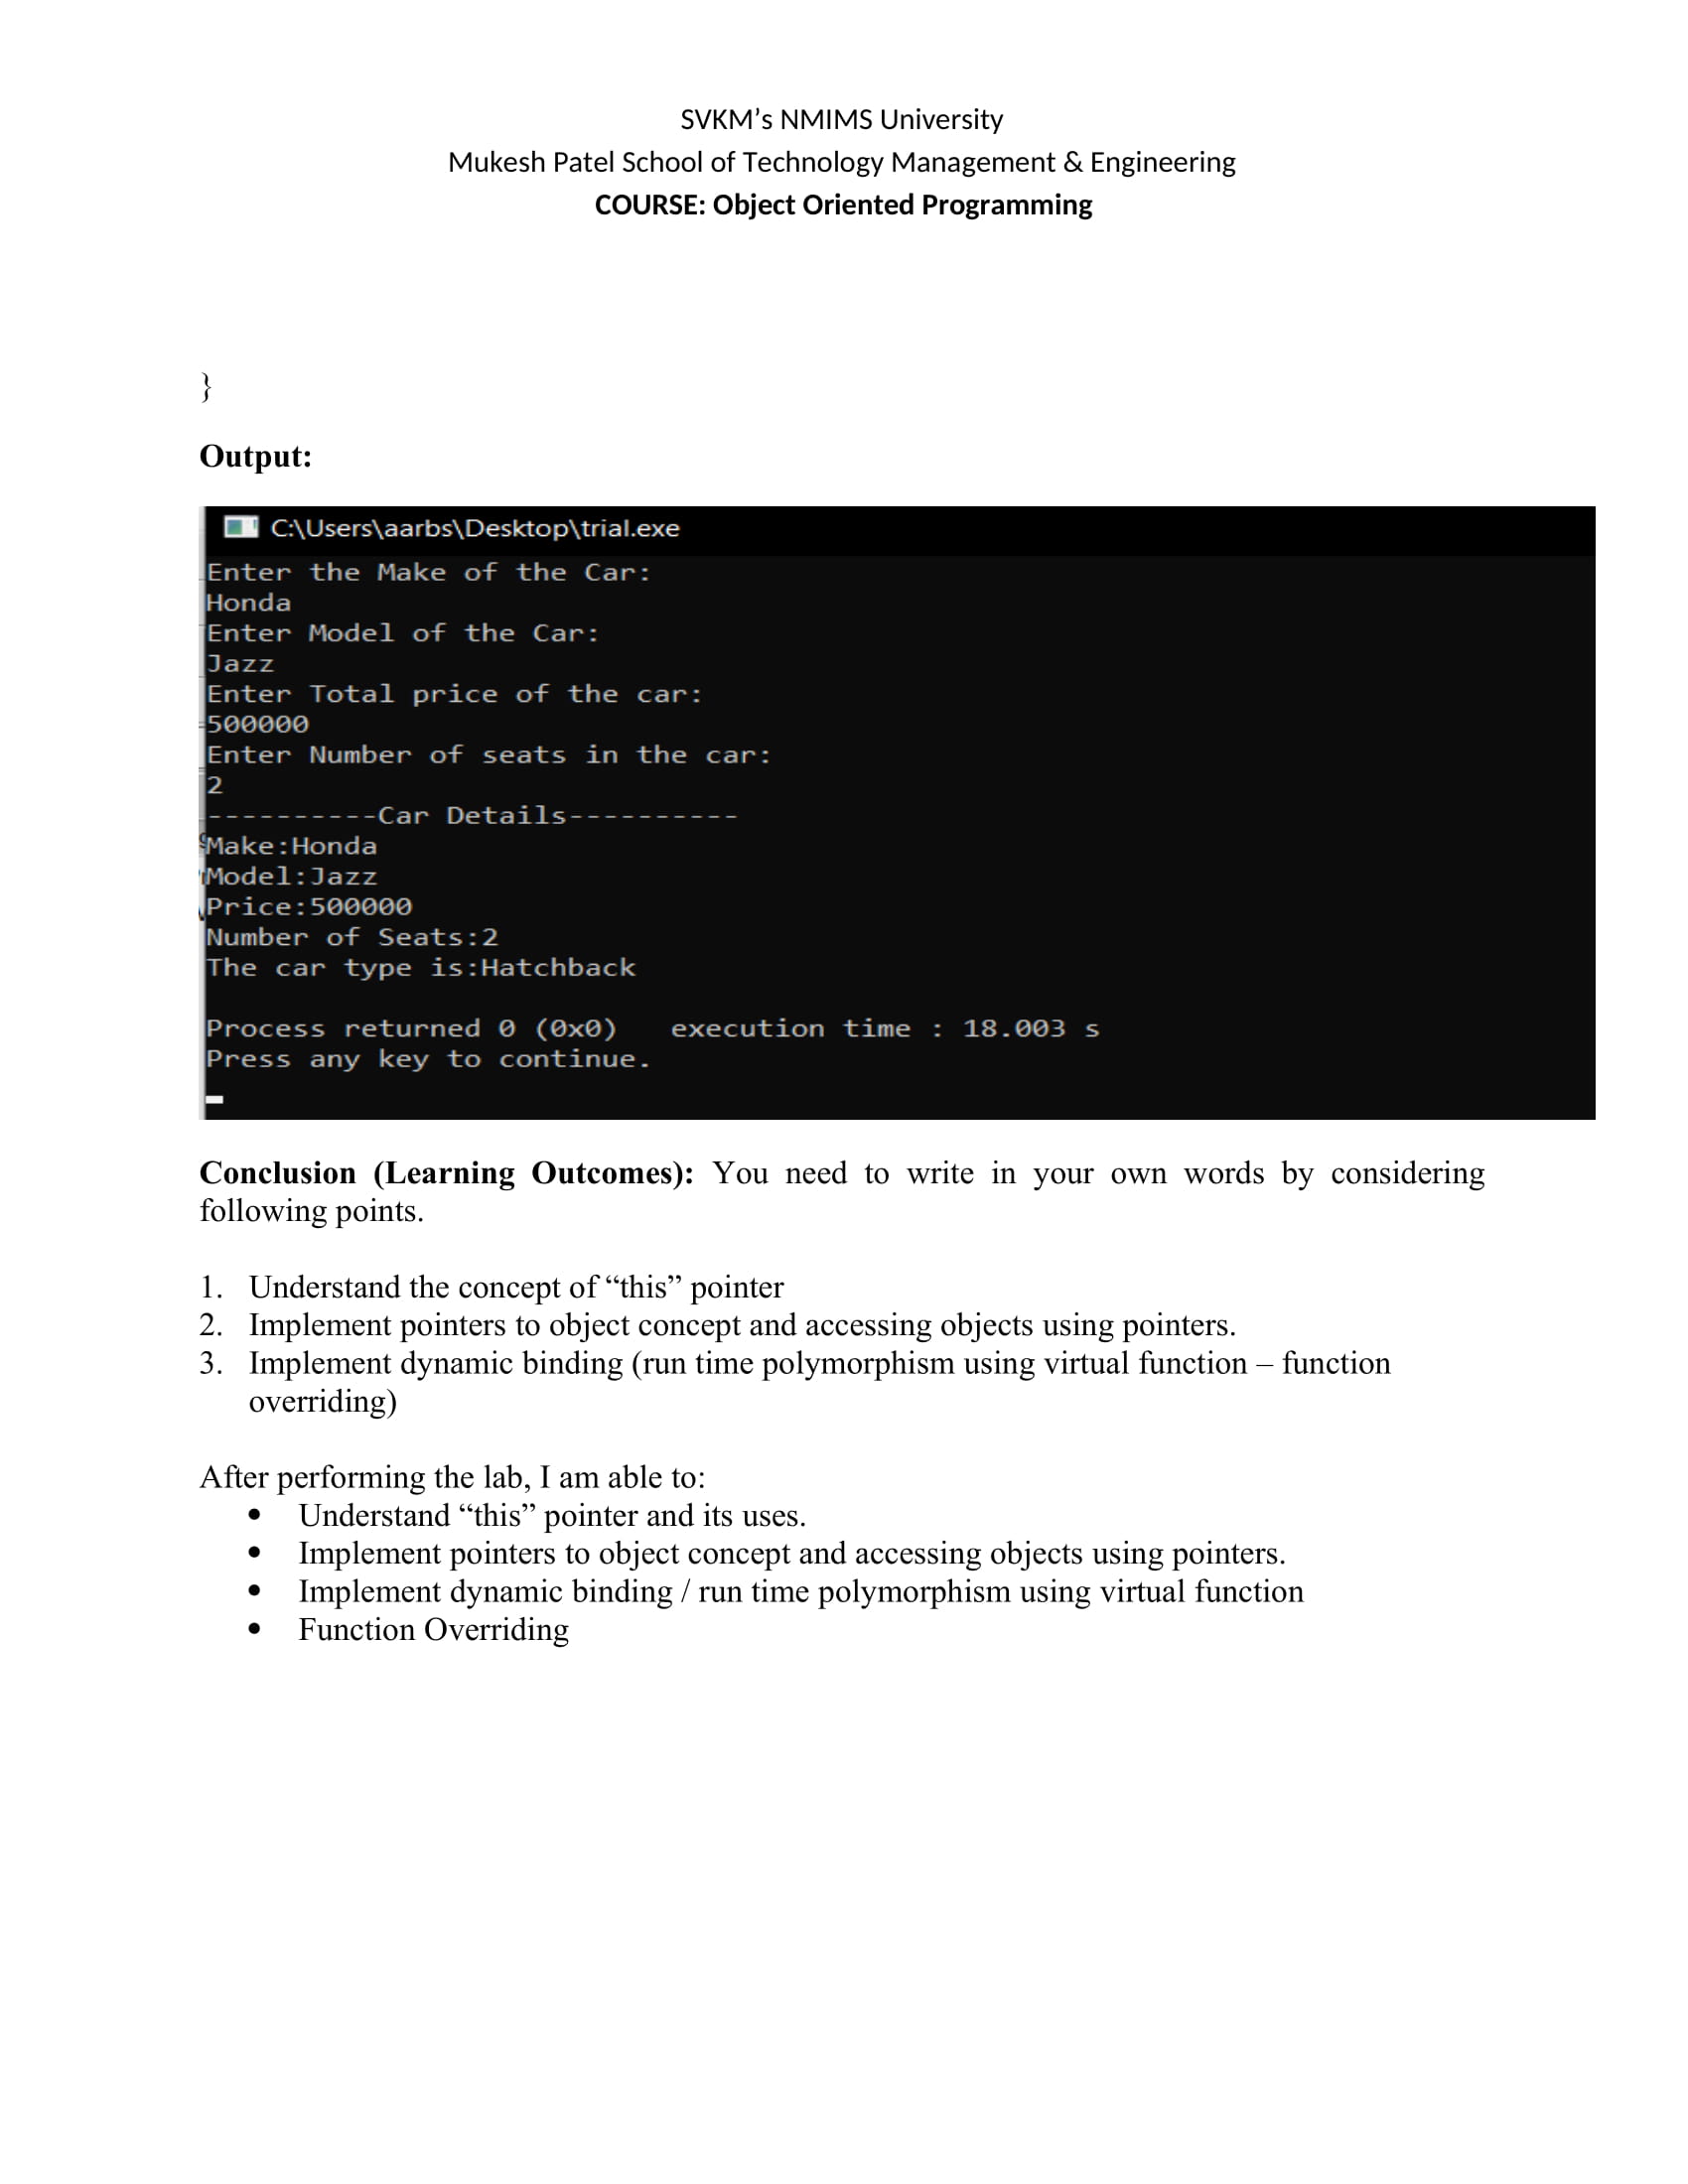 SVKM’s NMIMS University
Mukesh Patel School of Technology Management & Engineering
COURSE: Object Oriented Programming
}
Output:
C:\Users\aarbs\Desktop\trial.exe
Enter the Make of the Car:
Honda
Enter Model of the Car:
Jazz
Enter Total price of the car:
500000
Enter Number of seats in the car:
2
----------Car Details----------
Make:Honda
Model:Jazz
Price:500000
Number of Seats:2
The car type is:Hatchback
Process returned 0 (0x0)   execution time : 18.003 s
Press any key to continue.
Conclusion (Learning Outcomes): You need to write in your own words by considering
following points.
1. Understand the concept of “this” pointer
2. Implement pointers to object concept and accessing objects using pointers.
3. Implement dynamic binding (run time polymorphism using virtual function – function
overriding)
After performing the lab, I am able to:
• Understand “this” pointer and its uses.
• Implement pointers to object concept and accessing objects using pointers.
• Implement dynamic binding / run time polymorphism using virtual function
• Function Overriding